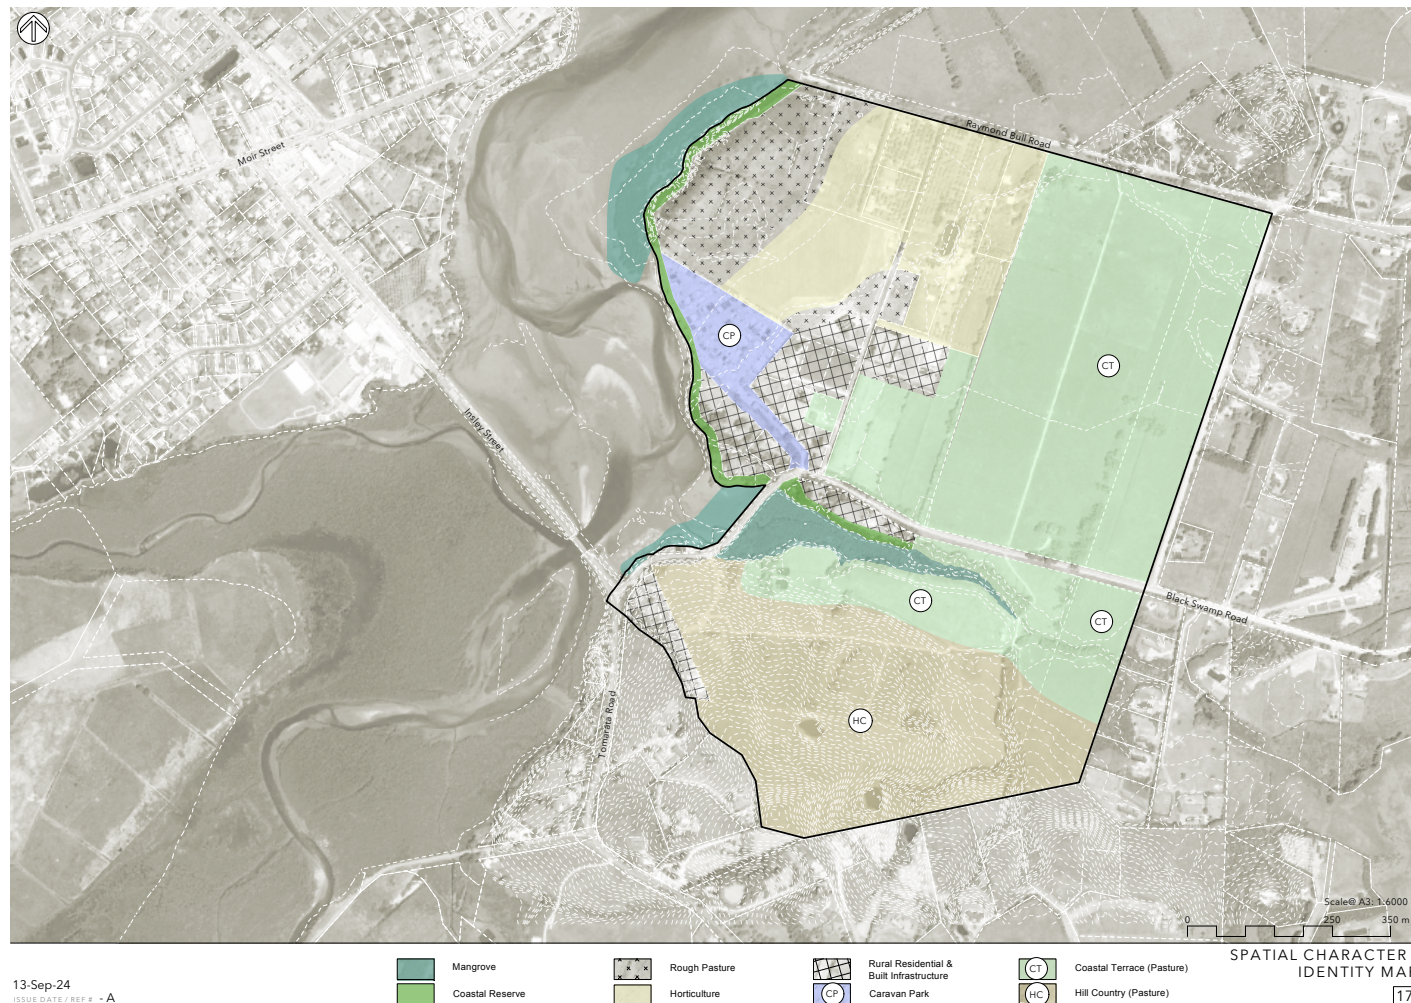 Moir Street
Raymond Bull Road
CP
CT
Insley Street
CT
CT
Black Swamp Road
HC
Tomarata Road
Scale@ A3: 1:6000
0
250
350 m
SPATIAL CHARACTER
IDENTITY MA
13-Sep-24
ISSUE DATE / REF # - A
Mangrove
Coastal Reserve
Rough Pasture
Horticulture
Rural Residential &
Built Infrastructure
CP Caravan Park
CT Coastal Terrace (Pasture)
HC Hill Country (Pasture)
17